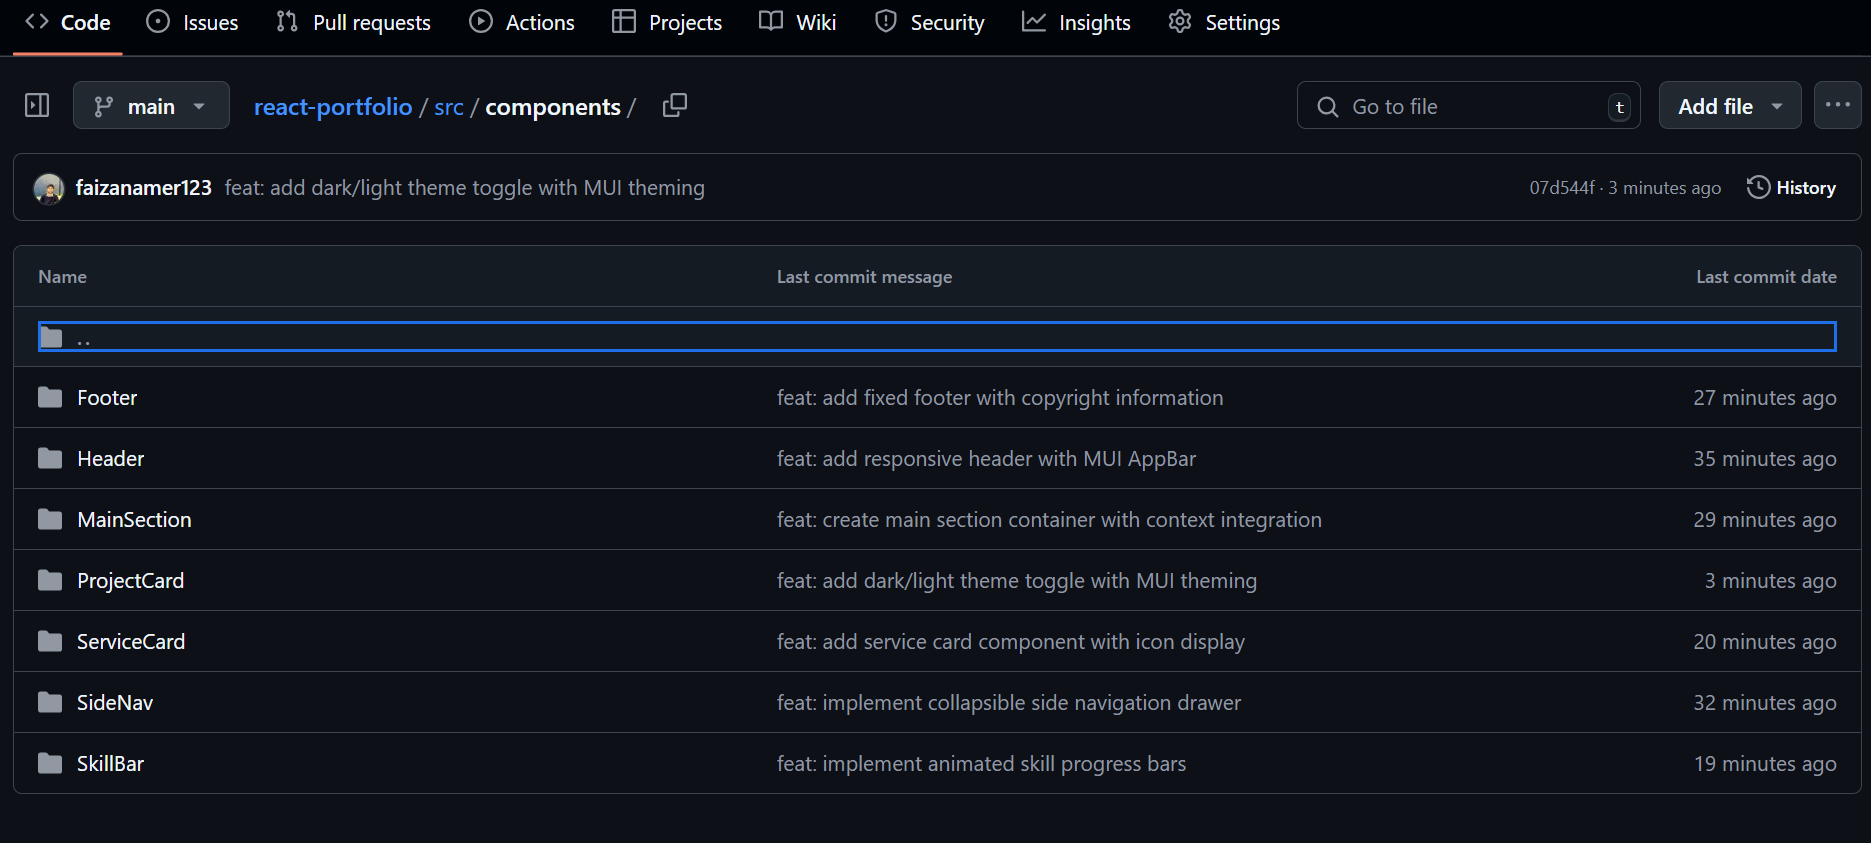 Code Issues Pull requests Actions Projects Wiki Security Insights Settings
main react-portfolio / src / components / Go to file t Add file ...
faizanamer123 feat: add dark/light theme toggle with MUI theming 07d544f · 3 minutes ago History
Name Last commit message Last commit date
..
Footer feat: add fixed footer with copyright information 27 minutes ago
Header feat: add responsive header with MUI AppBar 35 minutes ago
MainSection feat: create main section container with context integration 29 minutes ago
ProjectCard feat: add dark/light theme toggle with MUI theming 3 minutes ago
ServiceCard feat: add service card component with icon display 20 minutes ago
SideNav feat: implement collapsible side navigation drawer 32 minutes ago
SkillBar feat: implement animated skill progress bars 19 minutes ago